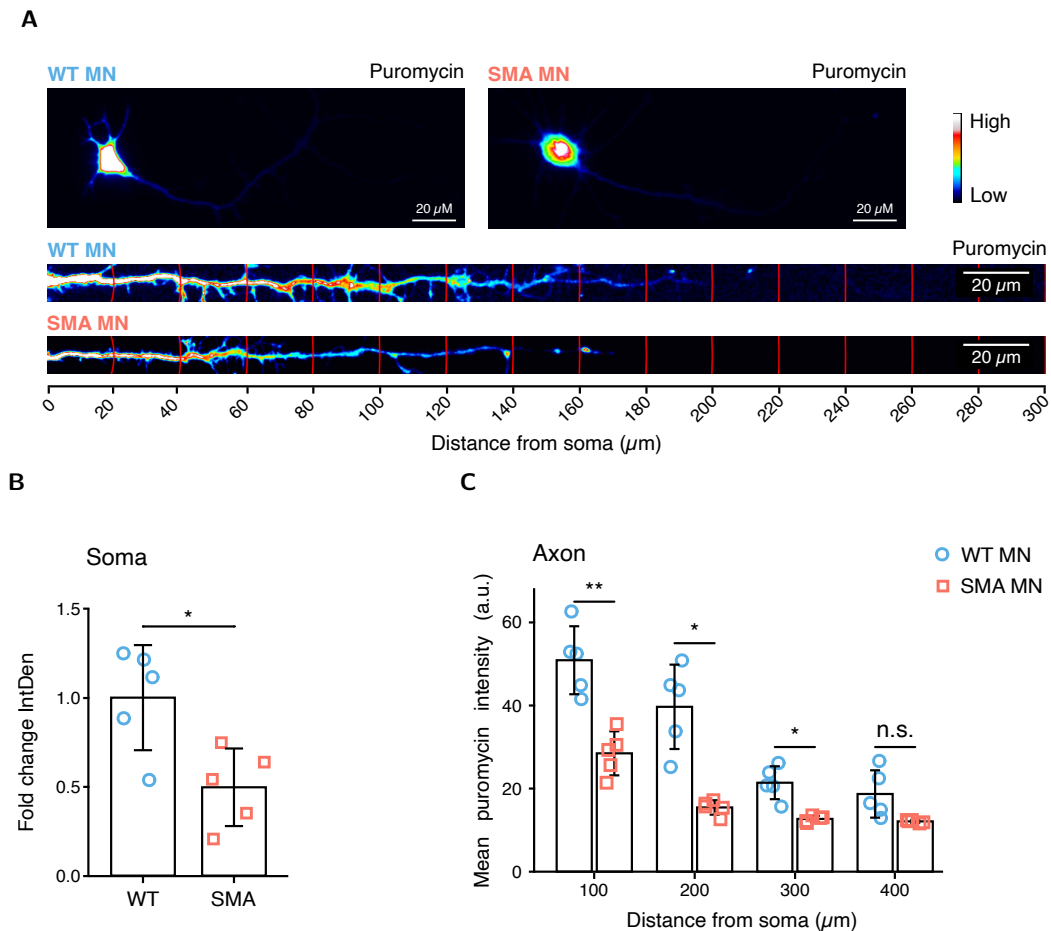 A
WT MN Puromycin
SMA MN Puromycin
High
Low
20 µM
20 µM
WT MN Puromycin
20 µm
SMA MN
20 µm
0 20 40 60 80 100 120 140 160 180 200 220 240 260 280 300
Distance from soma (µm)
B
C
Soma
Axon
WT MN
SMA MN
Fold change IntDen
1.5
1.0
0.5
0.0
*
WT SMA
Mean puromycin intensity (a.u.)
60
40
20
0
**
*
*
n.s.
100 200 300 400
Distance from soma (µm)